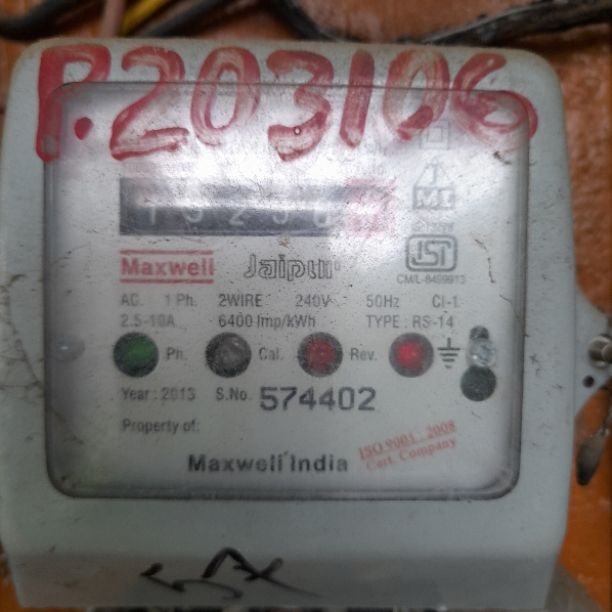 P.203106
Maxwell Jaipur
CM/L-8499913
AC. 1 Ph. 2WIRE 240V 50Hz Cl-1
2.5-10A 6400 Imp/kWh TYPE : RS-14
Ph. Cal. Rev.
Year : 2013 S.No. 574402
Property of:
ISO 9001 : 2008
Cert. Company
Maxwell India